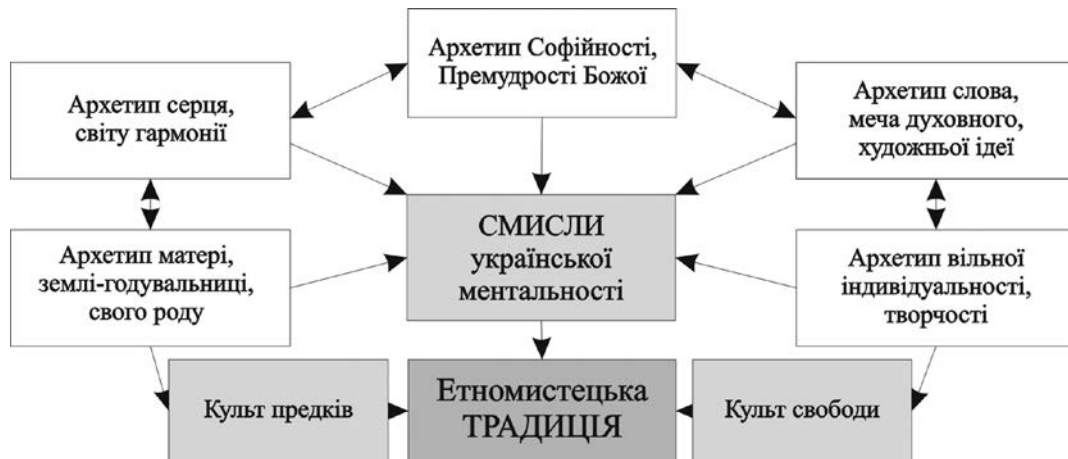 Архетип Софійності,
Премудрості Божої
Архетип серця,
світу гармонії
Архетип слова,
меча духовного,
художньої ідеї
СМИСЛИ
української
ментальності
Архетип матері,
землі-годувальниці,
свого роду
Архетип вільної
індивідуальності,
творчості
Культ предків
Етномистецька
ТРАДИЦІЯ
Культ свободи